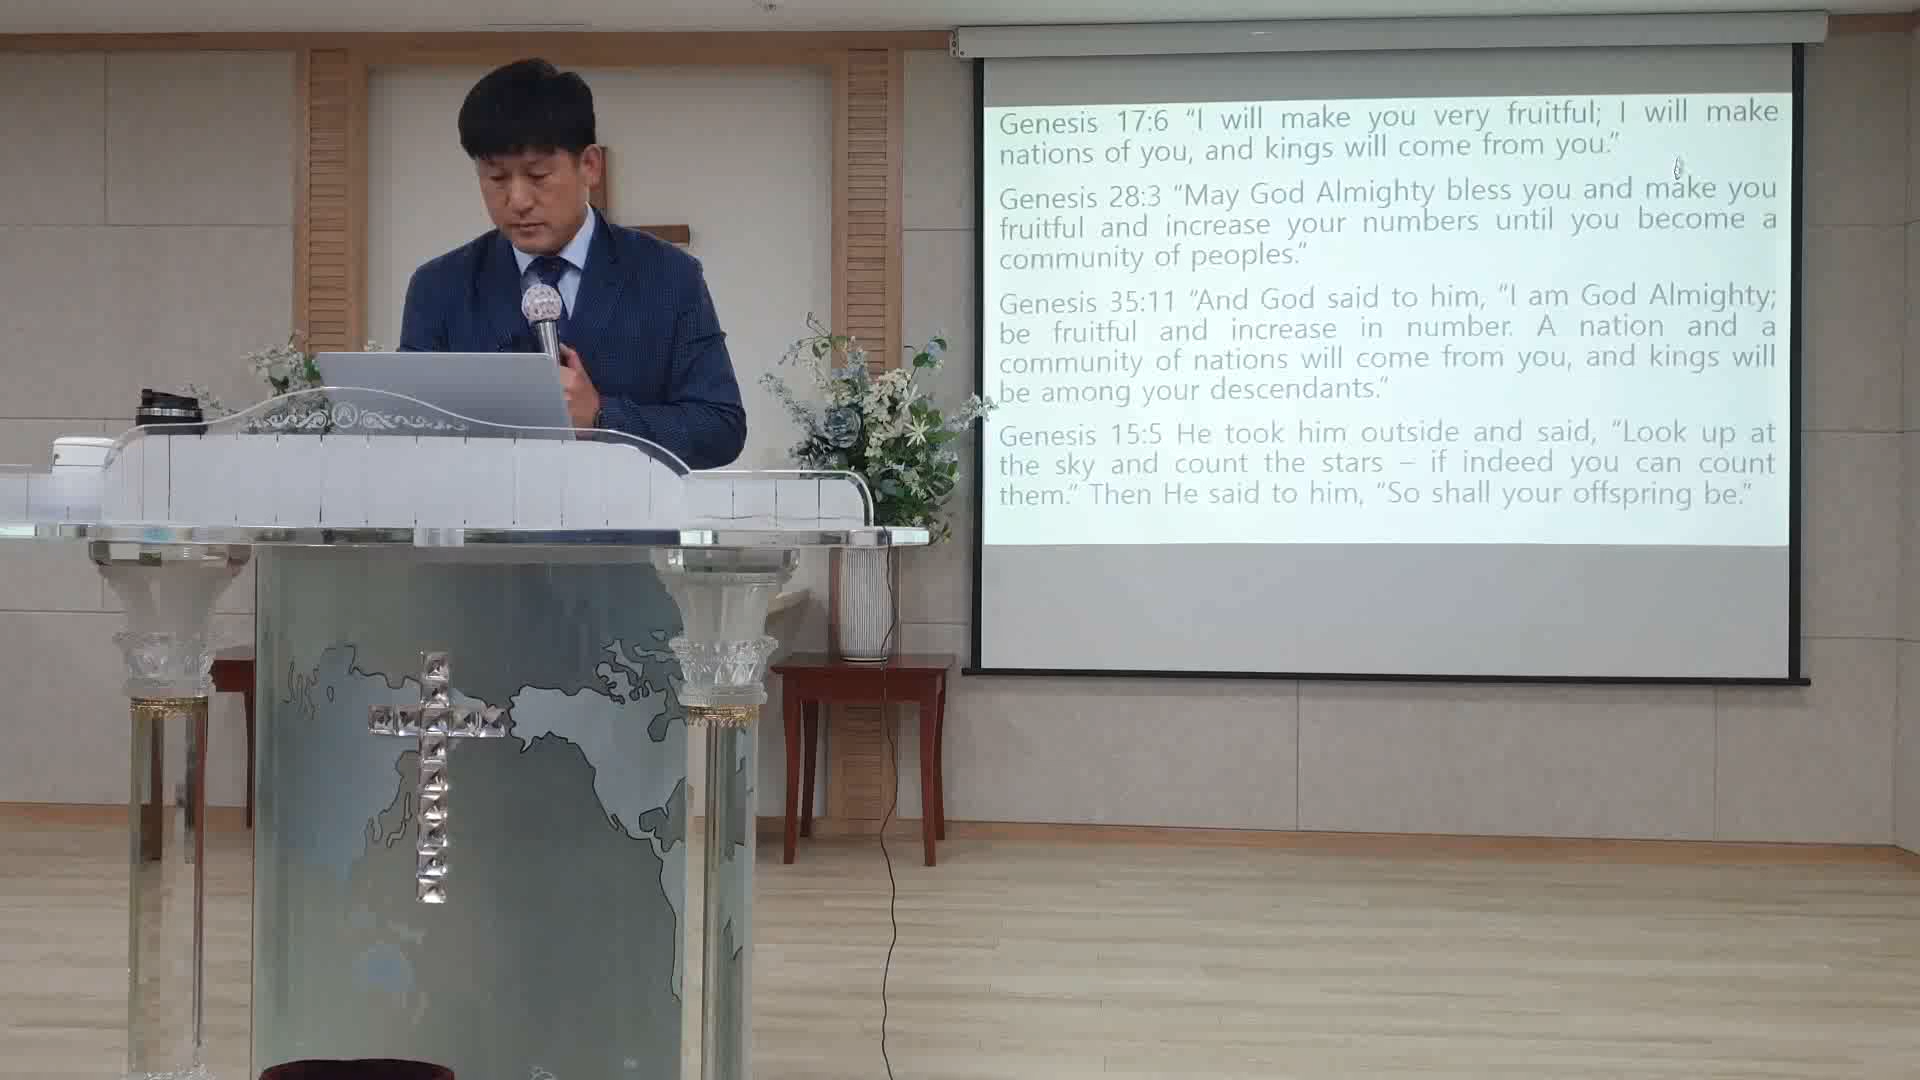 Genesis 17:6 “I will make you very fruitful; I will make
nations of you, and kings will come from you.”
Genesis 28:3 “May God Almighty bless you and make you
fruitful and increase your numbers until you become a
community of peoples.”
Genesis 35:11 “And God said to him, “I am God Almighty;
be fruitful and increase in number. A nation and a
community of nations will come from you, and kings will
be among your descendants.”
Genesis 15:5 He took him outside and said, “Look up at
the sky and count the stars – if indeed you can count
them.” Then He said to him, “So shall your offspring be.”